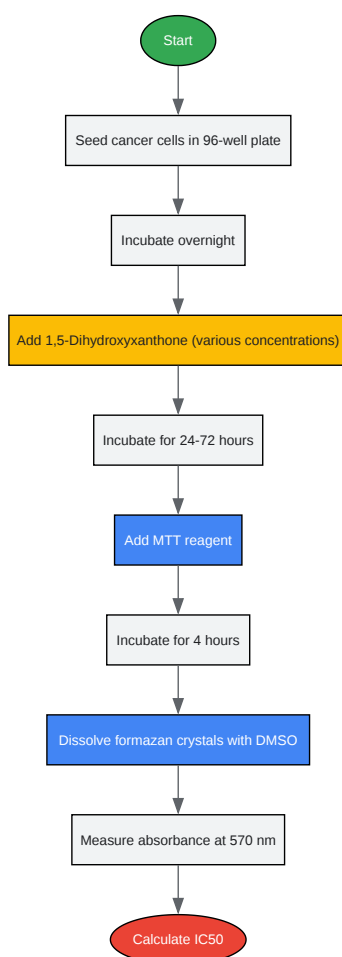 Start
Seed cancer cells in 96-well plate
Incubate overnight
Add 1,5-Dihydroxyxanthone (various concentrations)
Incubate for 24-72 hours
Add MTT reagent
Incubate for 4 hours
Dissolve formazan crystals with DMSO
Measure absorbance at 570 nm
Calculate IC50